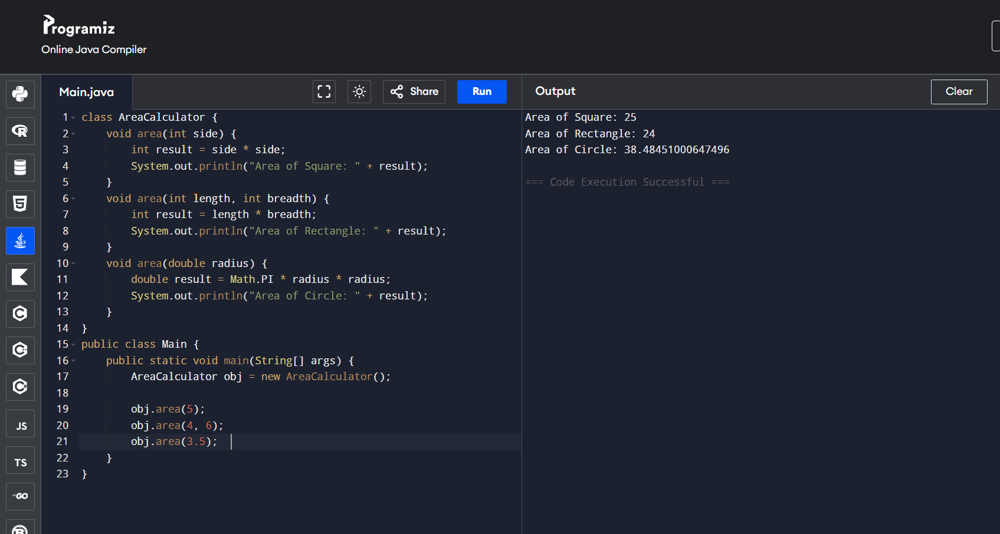 Programiz
Online Java Compiler
Main.java
Share
Run
Output
Clear
1 class AreaCalculator {
2     void area(int side) {
3         int result = side * side;
4         System.out.println("Area of Square: " + result);
5     }
6     void area(int length, int breadth) {
7         int result = length * breadth;
8         System.out.println("Area of Rectangle: " + result);
9     }
10     void area(double radius) {
11         double result = Math.PI * radius * radius;
12         System.out.println("Area of Circle: " + result);
13     }
14 }
15 public class Main {
16     public static void main(String[] args) {
17         AreaCalculator obj = new AreaCalculator();
18
19         obj.area(5);
20         obj.area(4, 6);
21         obj.area(3.5);
22     }
23 }
Area of Square: 25
Area of Rectangle: 24
Area of Circle: 38.48451000647496
=== Code Execution Successful ===
R
5
C
C++
C#
JS
TS
GO
R